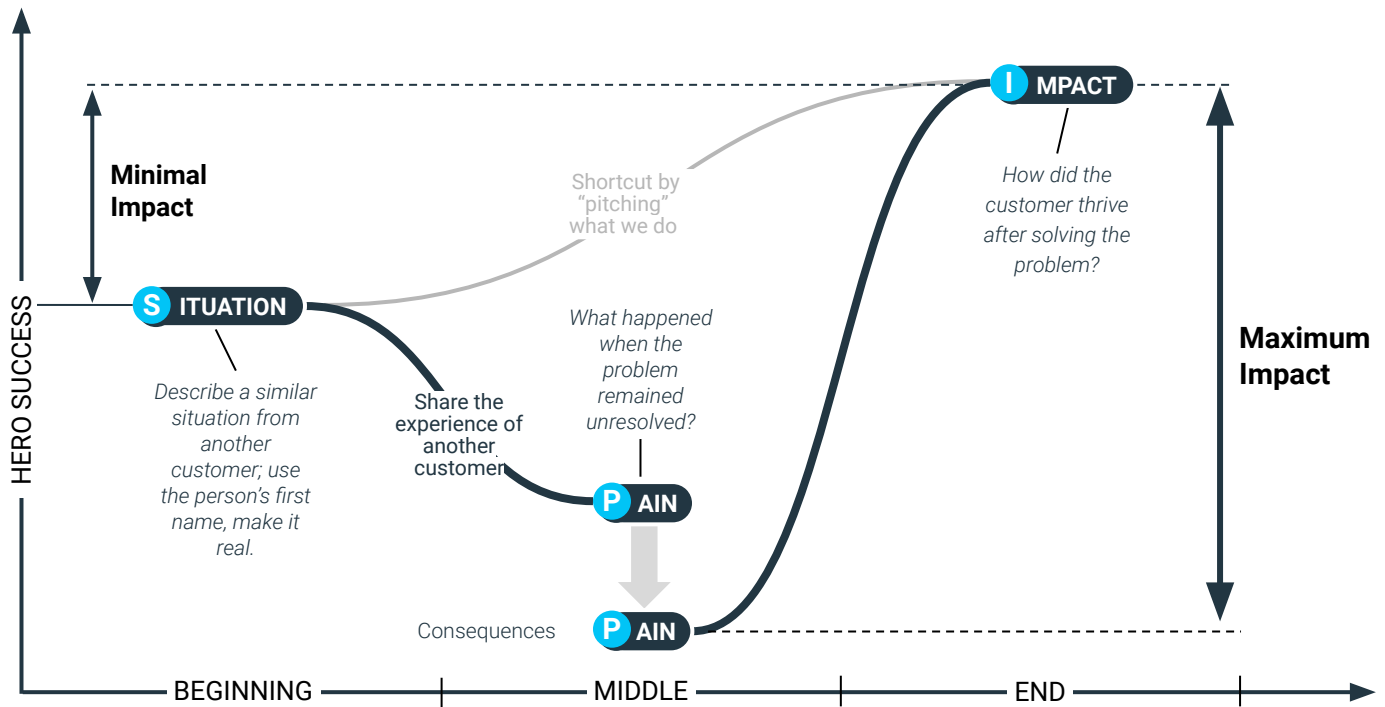 I MPACT
Minimal
Impact
How did the
customer thrive
after solving the
problem?
Shortcut by
“pitching”
what we do
S ITUATION
HERO SUCCESS
What happened
when the
problem
remained
unresolved?
Maximum
Impact
Describe a similar
situation from
another
customer; use
the person’s first
name, make it
real.
Share the
experience of
another
customer
P AIN
Consequences
P AIN
BEGINNING
MIDDLE
END